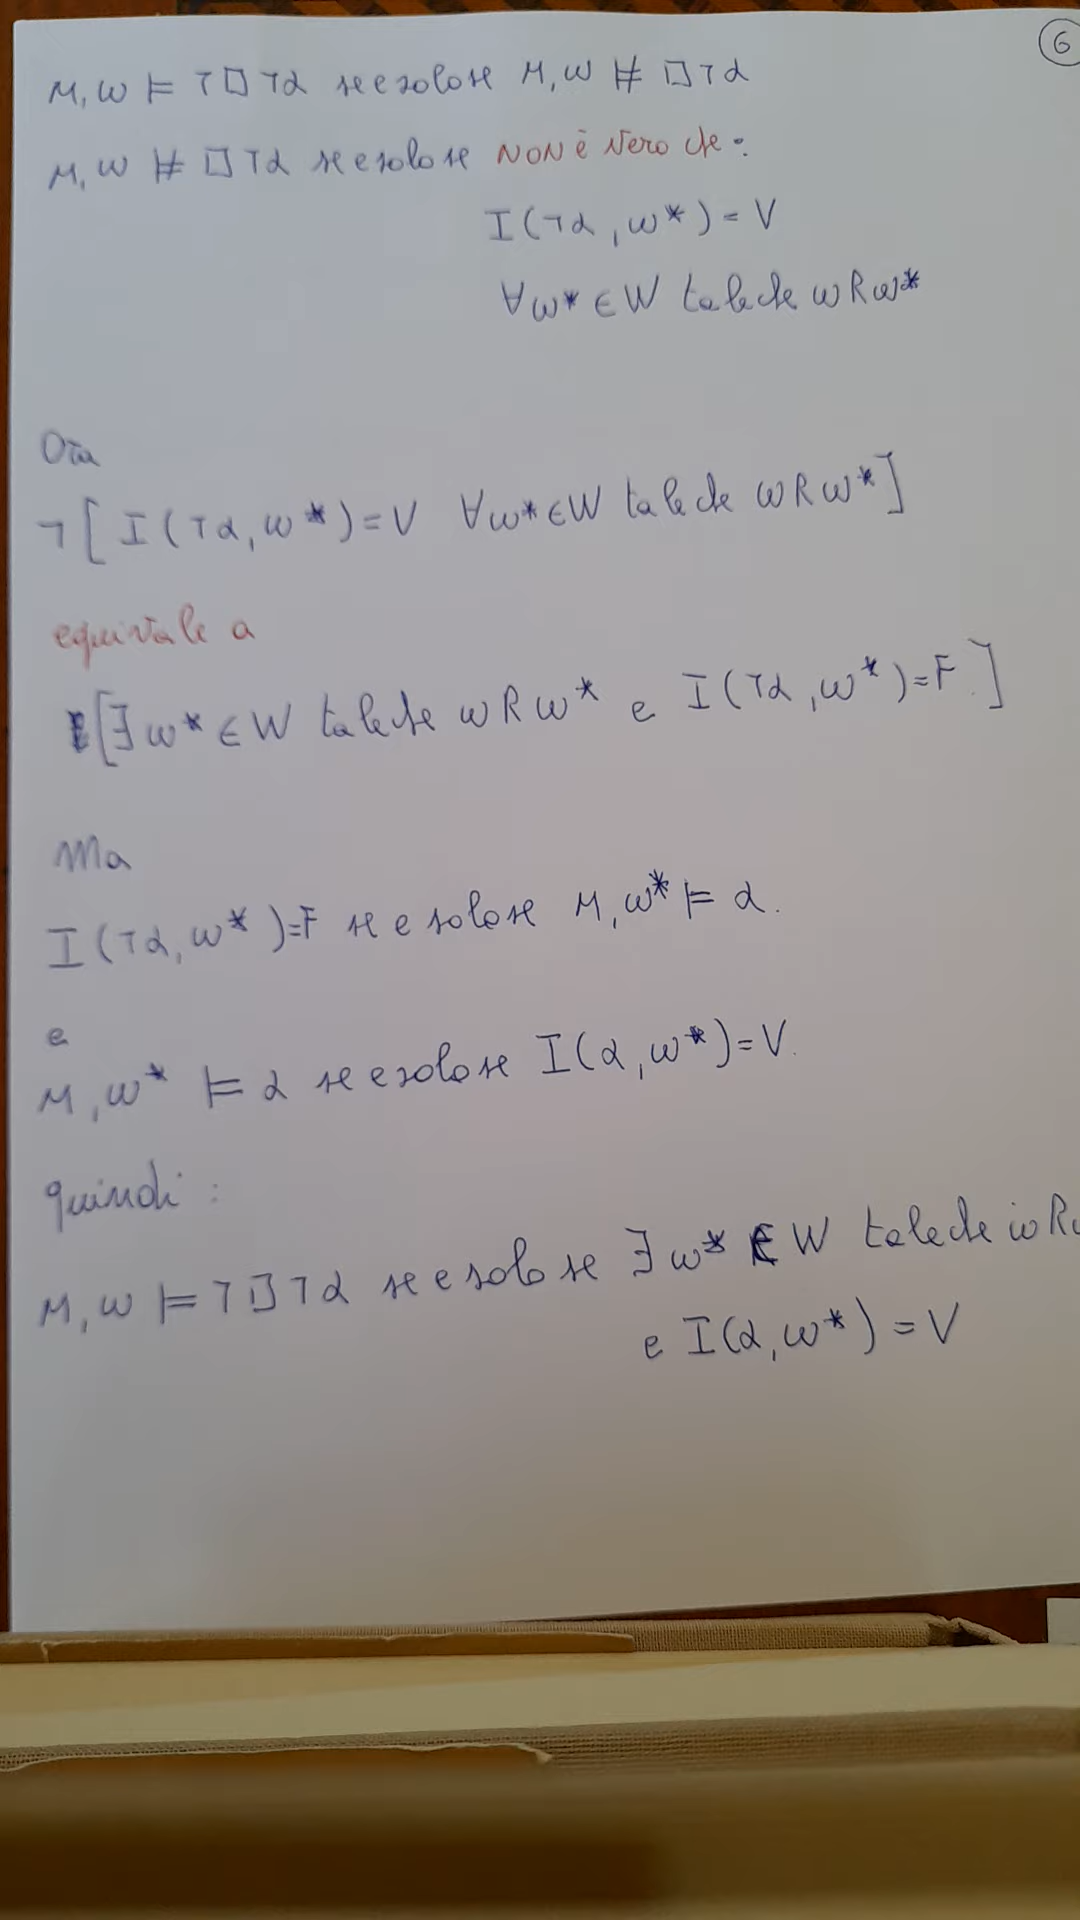 6
M, w ⊨ ¬□¬α se e solo se M, w ⊭ □¬α
M, w ⊭ □¬α se e solo se NON è vero che:
I(¬α, w*) = V
∀w* ∈ W tale che wRw*
Ora
¬[I(¬α, w*) = V ∀w* ∈ W tale che wRw*]
equivale a
[∃w* ∈ W tale che wRw* e I(¬α, w*) = F.]
Ma
I(¬α, w*) = F se e solo se M, w* ⊨ α.
e
M, w* ⊨ α se e solo se I(α, w*) = V.
quindi:
M, w ⊨ ¬□¬α se e solo se ∃w* ∈ W tale che wR
e I(α, w*) = V